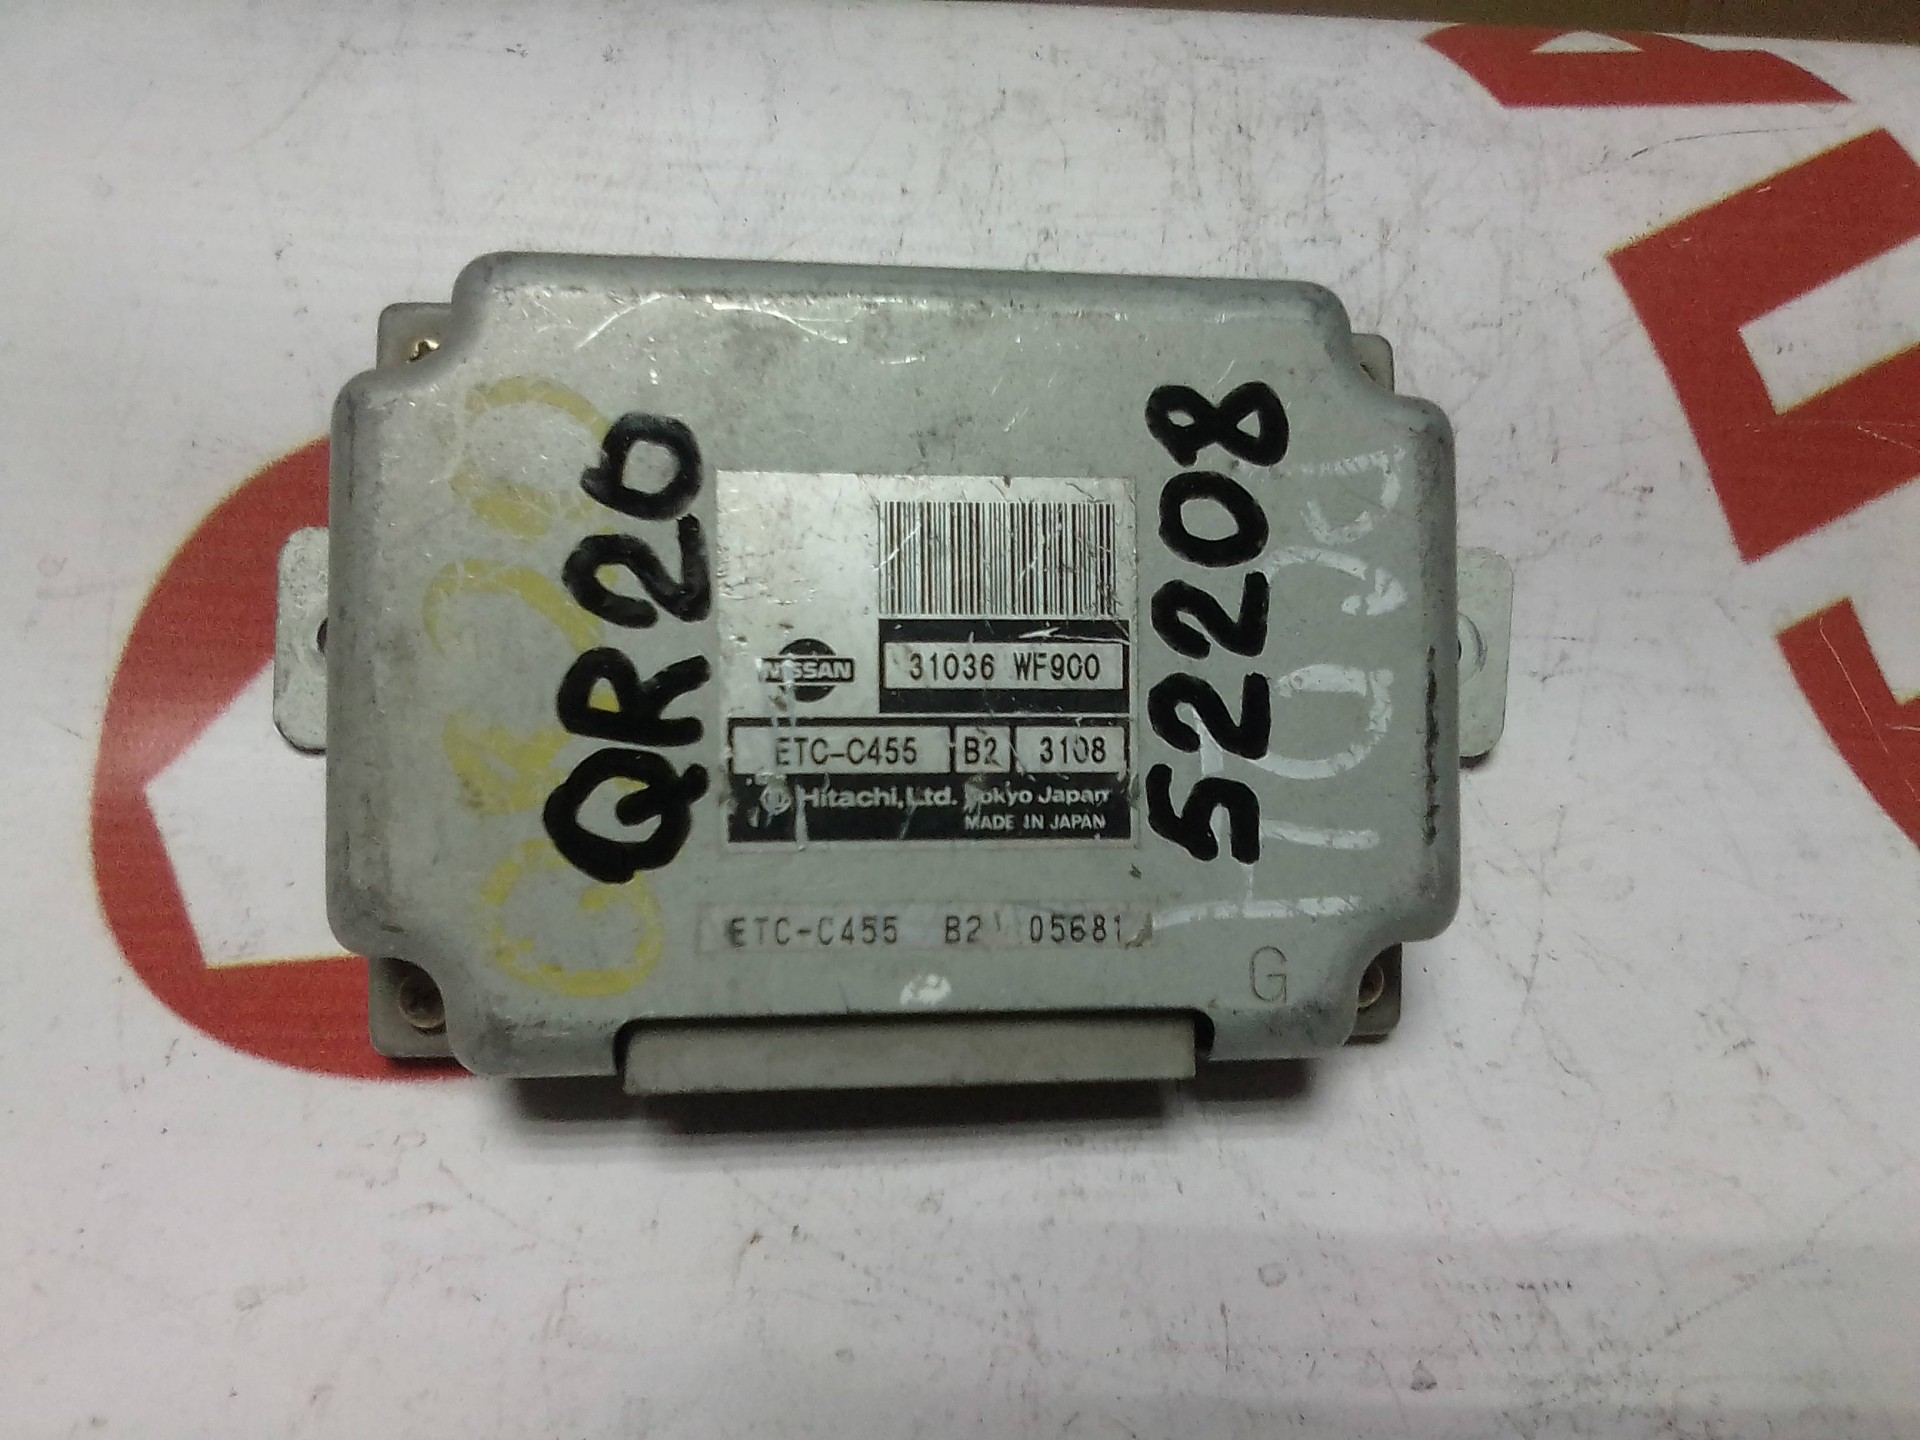 QR20
52208
NISSAN
31036 WF900
ETC-C455 B2 3108
Hitachi, Ltd. Tokyo Japan
MADE IN JAPAN
ETC-C455 B2 05681
G